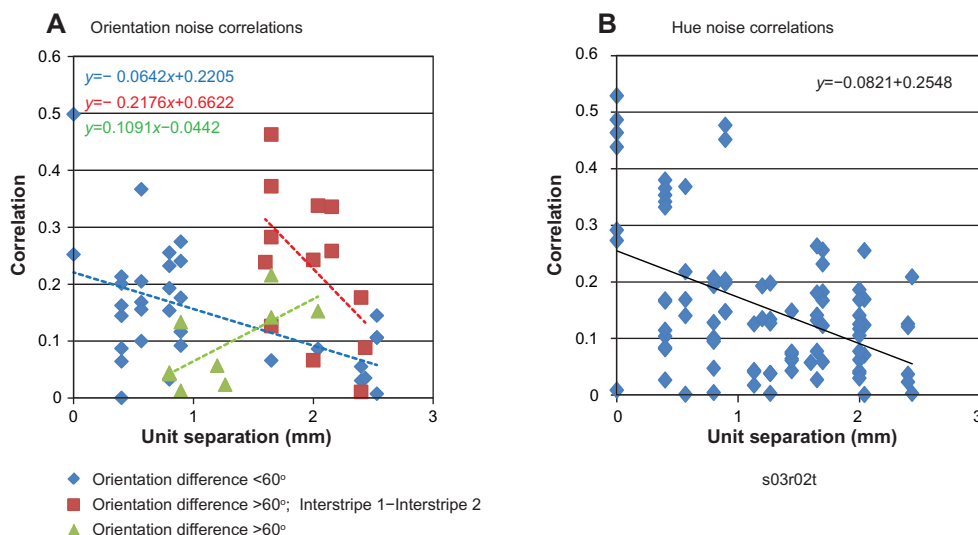 A Orientation noise correlations
0.6
0.5
0.4
0.3
0.2
0.1
0
Correlation
y=− 0.0642x+0.2205
y=− 0.2176x+0.6622
y=0.1091x−0.0442
0 1 2 3
Unit separation (mm)
Orientation difference <60°
Orientation difference >60°; Interstripe 1−Interstripe 2
Orientation difference >60°
B Hue noise correlations
0.6
0.5
0.4
0.3
0.2
0.1
0
Correlation
y=−0.0821+0.2548
0 1 2 3
Unit separation (mm)
s03r02t